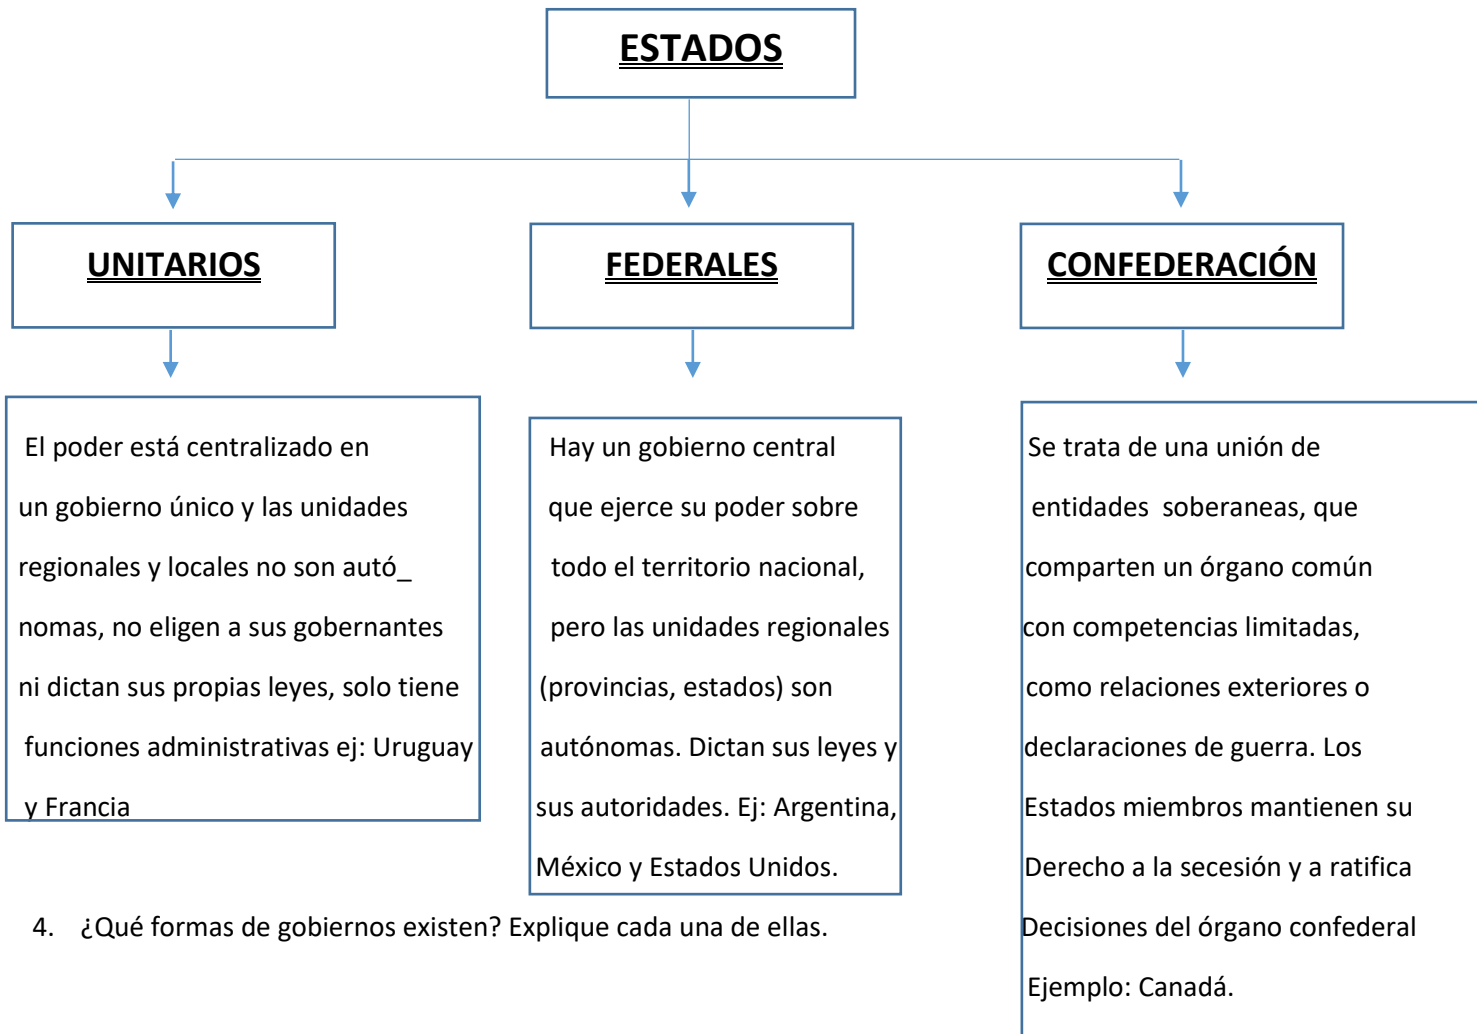 ESTADOS
UNITARIOS
FEDERALES
CONFEDERACIÓN
El poder está centralizado en
un gobierno único y las unidades
regionales y locales no son autó_
nomas, no eligen a sus gobernantes
ni dictan sus propias leyes, solo tiene
funciones administrativas ej: Uruguay
y Francia
Hay un gobierno central
que ejerce su poder sobre
todo el territorio nacional,
pero las unidades regionales
(provincias, estados) son
autónomas. Dictan sus leyes y
sus autoridades. Ej: Argentina,
México y Estados Unidos.
Se trata de una unión de
entidades soberaneas, que
comparten un órgano común
con competencias limitadas,
como relaciones exteriores o
declaraciones de guerra. Los
Estados miembros mantienen su
Derecho a la secesión y a ratifica
Decisiones del órgano confederal
Ejemplo: Canadá.
4. ¿Qué formas de gobiernos existen? Explique cada una de ellas.